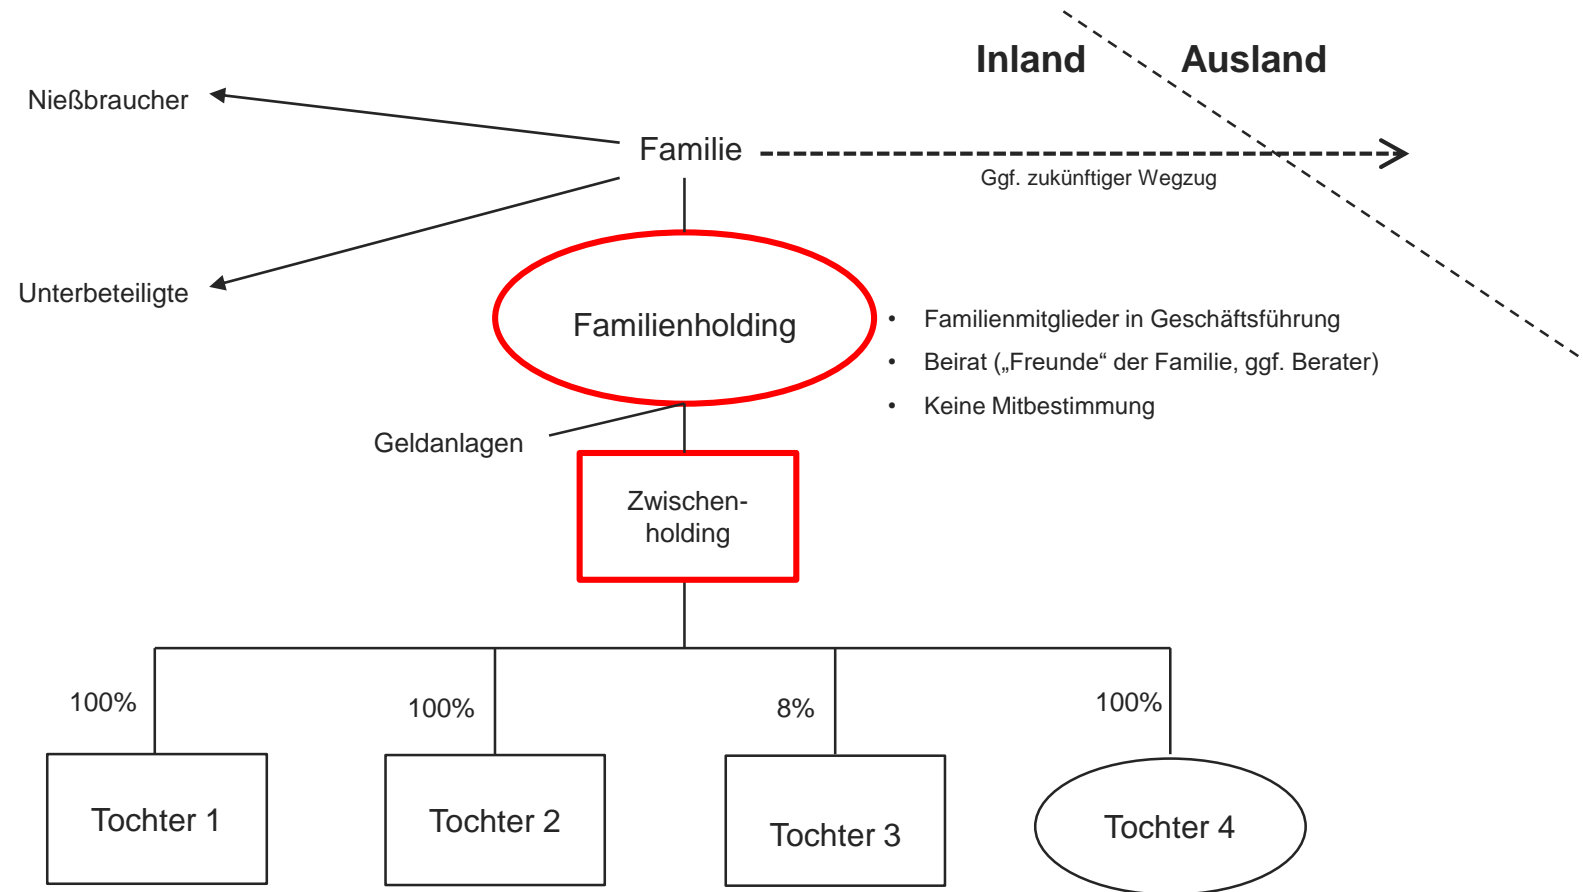 Inland
Ausland
Nießbraucher
Familie
Ggf. zukünftiger Wegzug
Unterbeteiligte
Familienholding
• Familienmitglieder in Geschäftsführung
• Beirat („Freunde“ der Familie, ggf. Berater)
• Keine Mitbestimmung
Geldanlagen
Zwischen-
holding
100%
100%
8%
100%
Tochter 1
Tochter 2
Tochter 3
Tochter 4